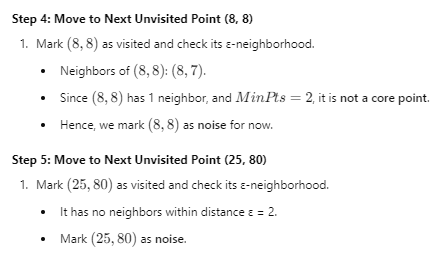 Step 4: Move to Next Unvisited Point (8, 8)
1. Mark (8, 8) as visited and check its ε-neighborhood.
• Neighbors of (8, 8): (8, 7).
• Since (8, 8) has 1 neighbor, and MinPts = 2, it is not a core point.
• Hence, we mark (8, 8) as noise for now.
Step 5: Move to Next Unvisited Point (25, 80)
1. Mark (25, 80) as visited and check its ε-neighborhood.
• It has no neighbors within distance ε = 2.
• Mark (25, 80) as noise.